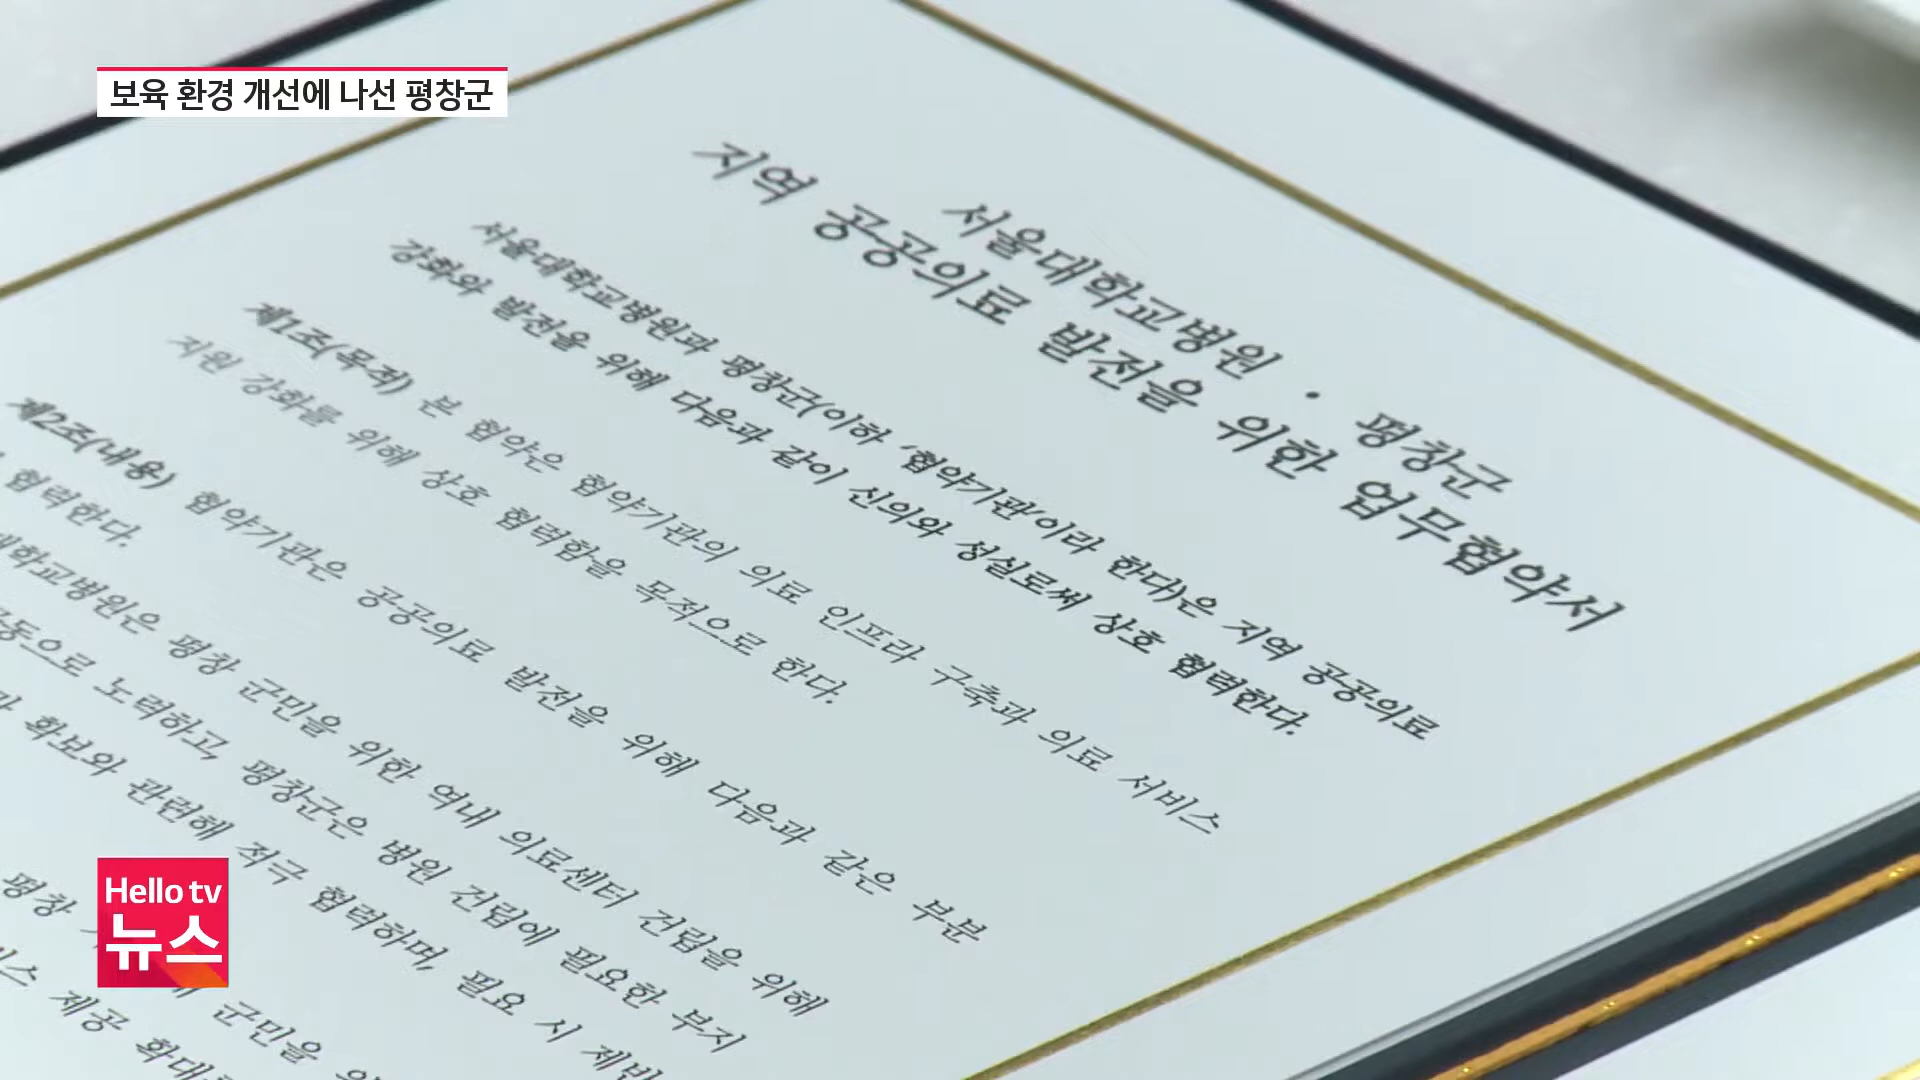 보육 환경 개선에 나선 평창군
서울대학교병원 · 평창군
지역 공공의료 발전을 위한 업무협약서
서울대학교병원과 평창군(이하 '협약기관'이라 한다)은 지역 공공의료
강화와 발전을 위해 다음과 같이 신의와 성실로써 상호 협력한다.
제1조(목적) 본 협약은 협약기관의 의료 인프라 구축과 의료 서비스
지원 강화를 위해 상호 협력함을 목적으로 한다.
제2조(내용) 협약기관은 공공의료 발전을 위해 다음과 같은 부분
협력한다.
대학교병원은 평창 군민을 위한 역내 의료센터 건립을 위해
공동으로 노력하고, 평창군은 병원 건립에 필요한 부지
확보와 관련해 적극 협력하며, 필요 시 제반
평창 군민을
제공 확대
Hello tv
뉴스